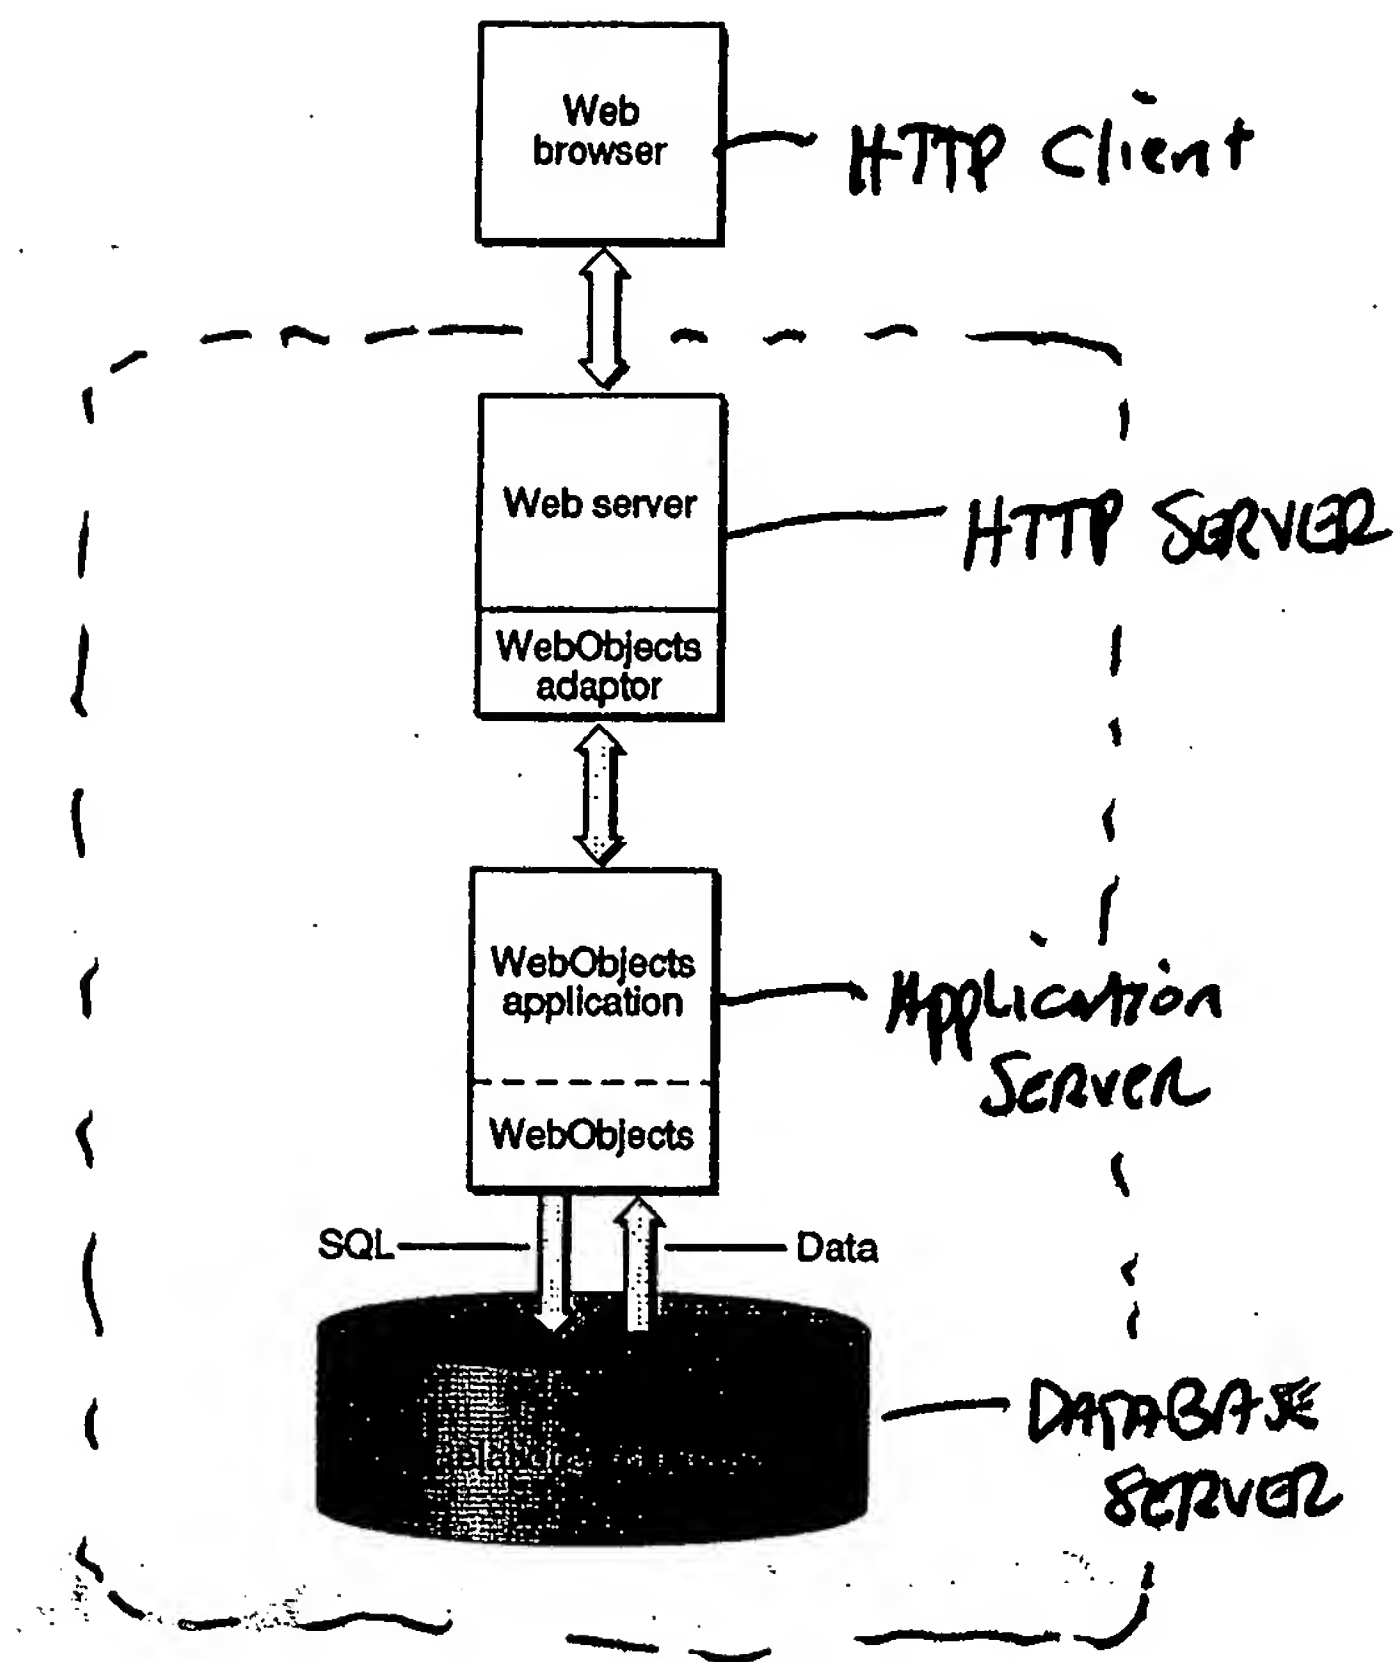 Web
browser
HTTP Client
Web server
HTTP SERVER
WebObjects
adaptor
WebObjects
application
Application
SERVER
WebObjects
SQL
Data
DATABASE
SERVER